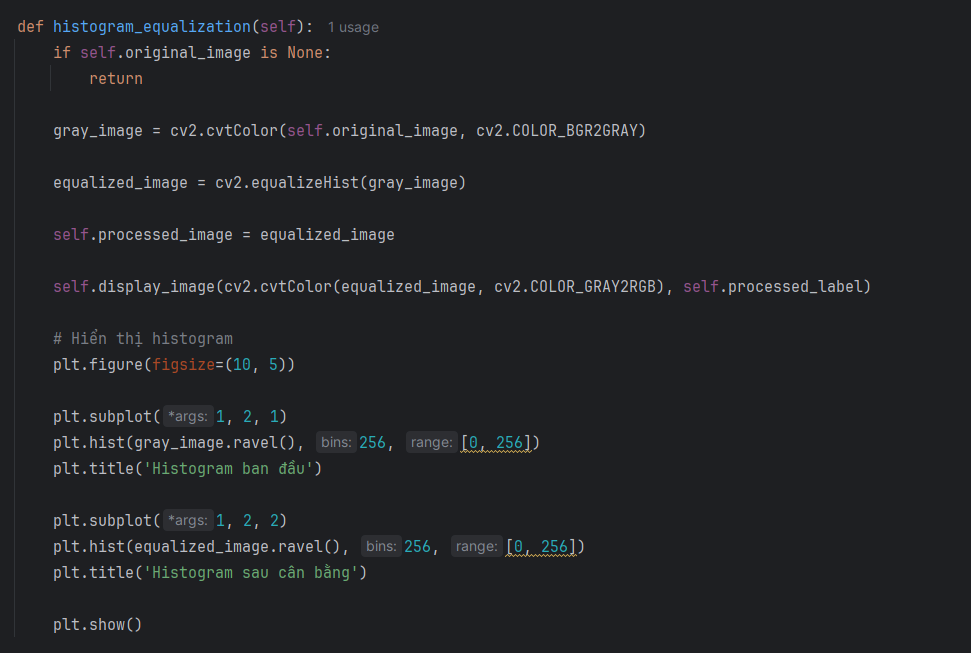 def histogram_equalization(self): 1 usage
    if self.original_image is None:
        return
    gray_image = cv2.cvtColor(self.original_image, cv2.COLOR_BGR2GRAY)
    equalized_image = cv2.equalizeHist(gray_image)
    self.processed_image = equalized_image
    self.display_image(cv2.cvtColor(equalized_image, cv2.COLOR_GRAY2RGB), self.processed_label)
    # Hiển thị histogram
    plt.figure(figsize=(10, 5))
    plt.subplot( *args: 1, 2, 1)
    plt.hist(gray_image.ravel(), bins: 256, range: [0, 256])
    plt.title('Histogram ban đầu')
    plt.subplot( *args: 1, 2, 2)
    plt.hist(equalized_image.ravel(), bins: 256, range: [0, 256])
    plt.title('Histogram sau cân bằng')
    plt.show()